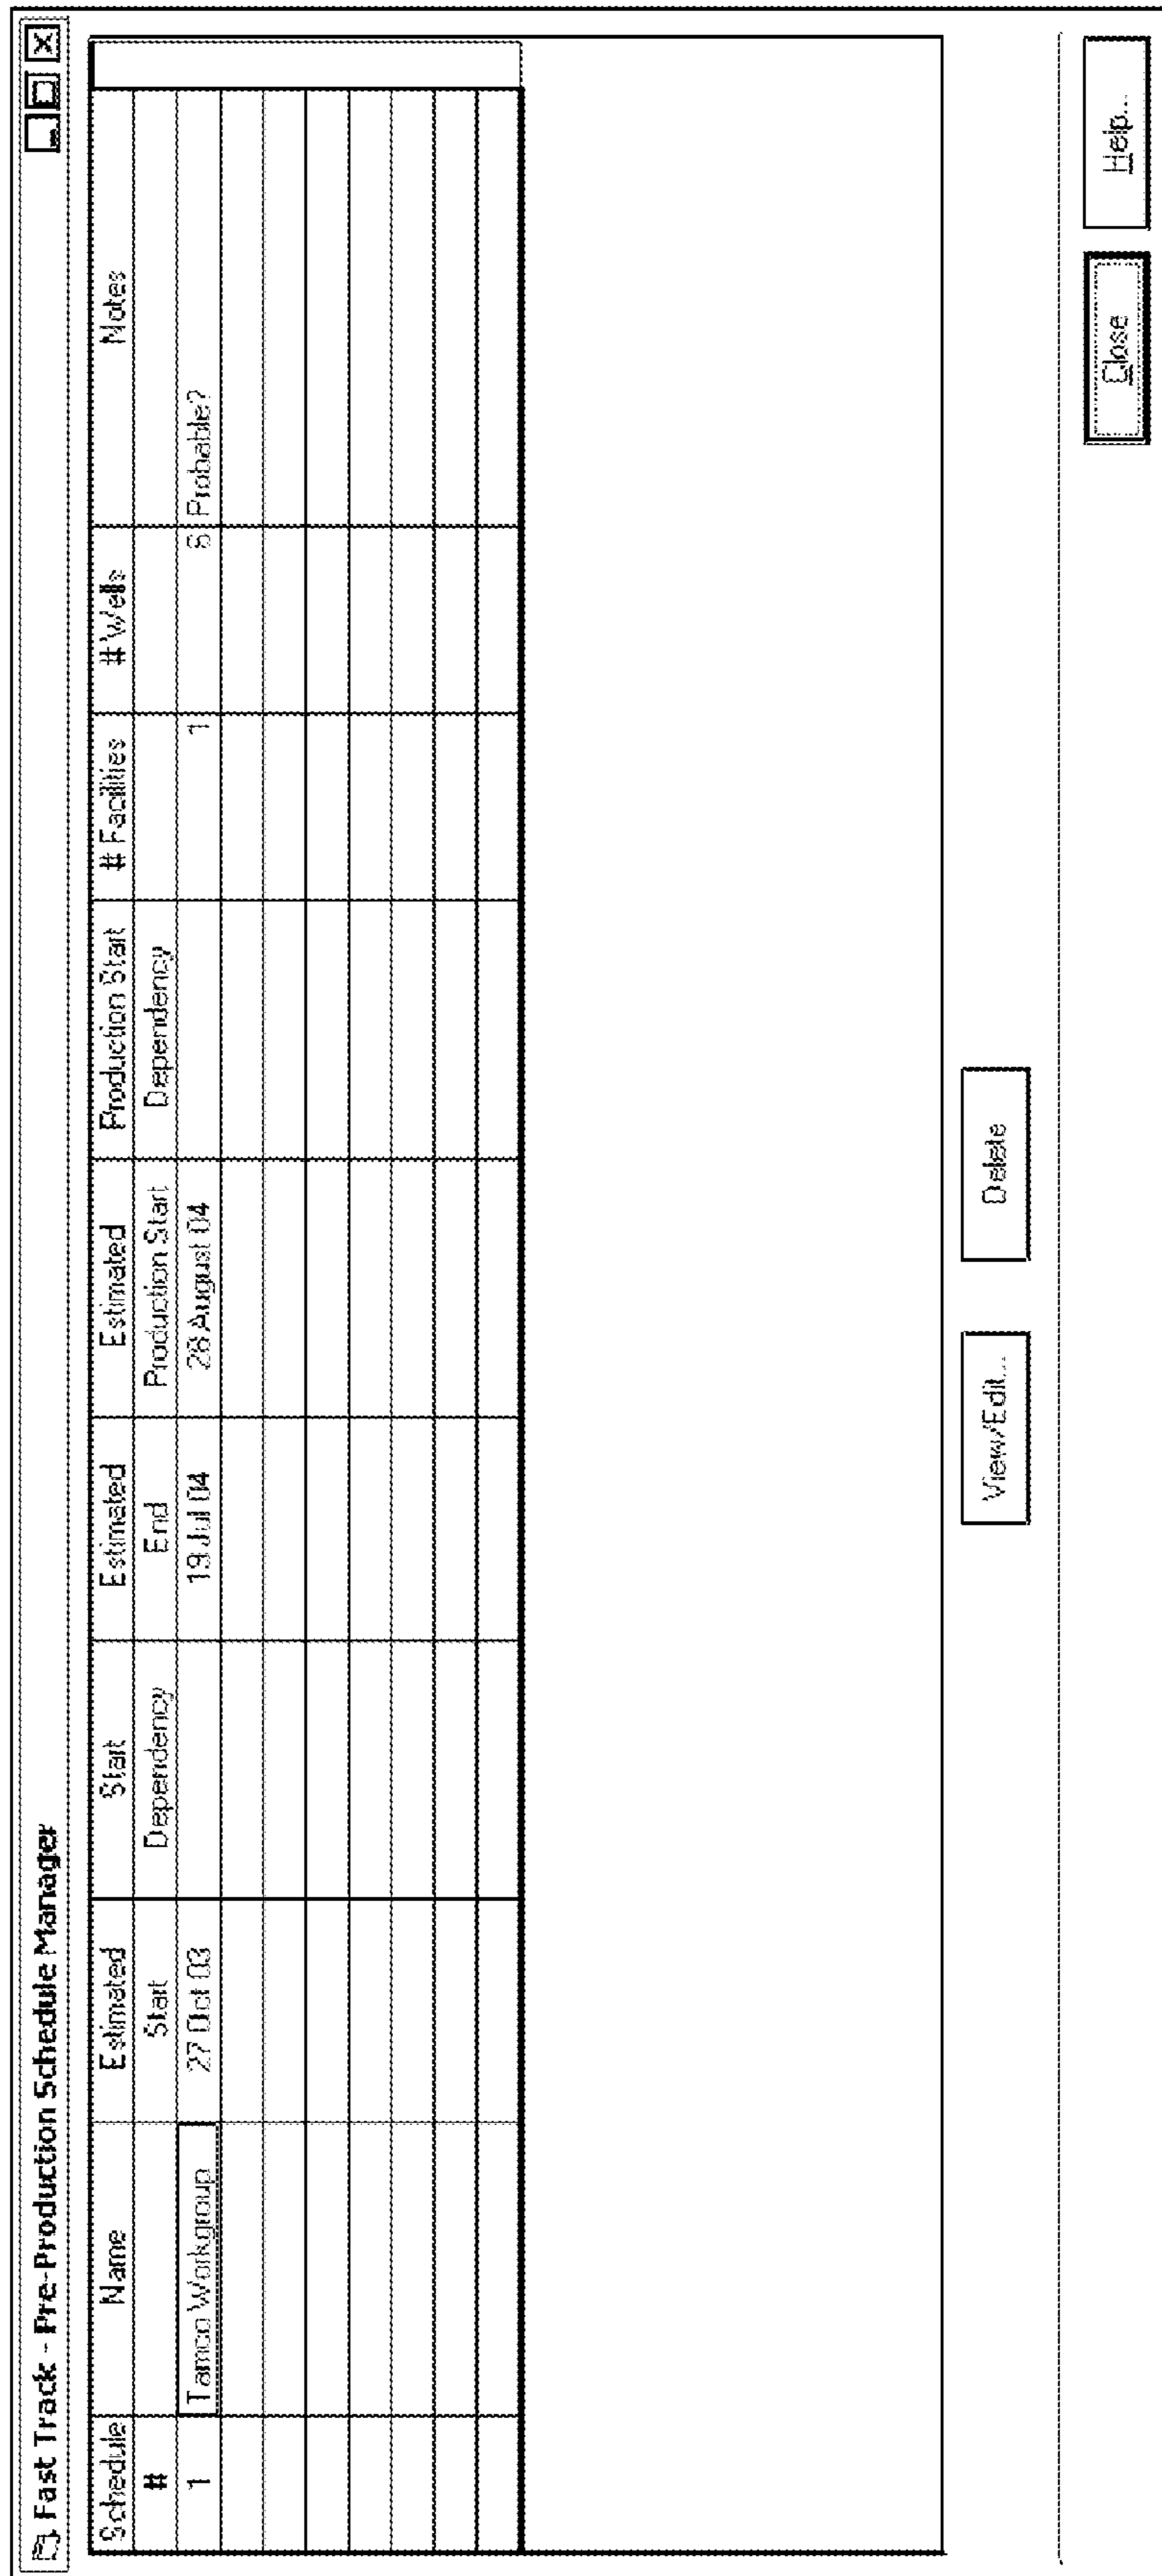 Fast Track - Pre-Production Schedule Manager
Schedule Name Estimated Start Estimated Estimated Production Start # Facilities # Wells Notes
# Start Dependency End Production Start Dependency
1 Tamco Workgroup 27 Oct 03 19 Jul 04 28 August 04 1 Probable?
View/Edit... Delete
Close Help...